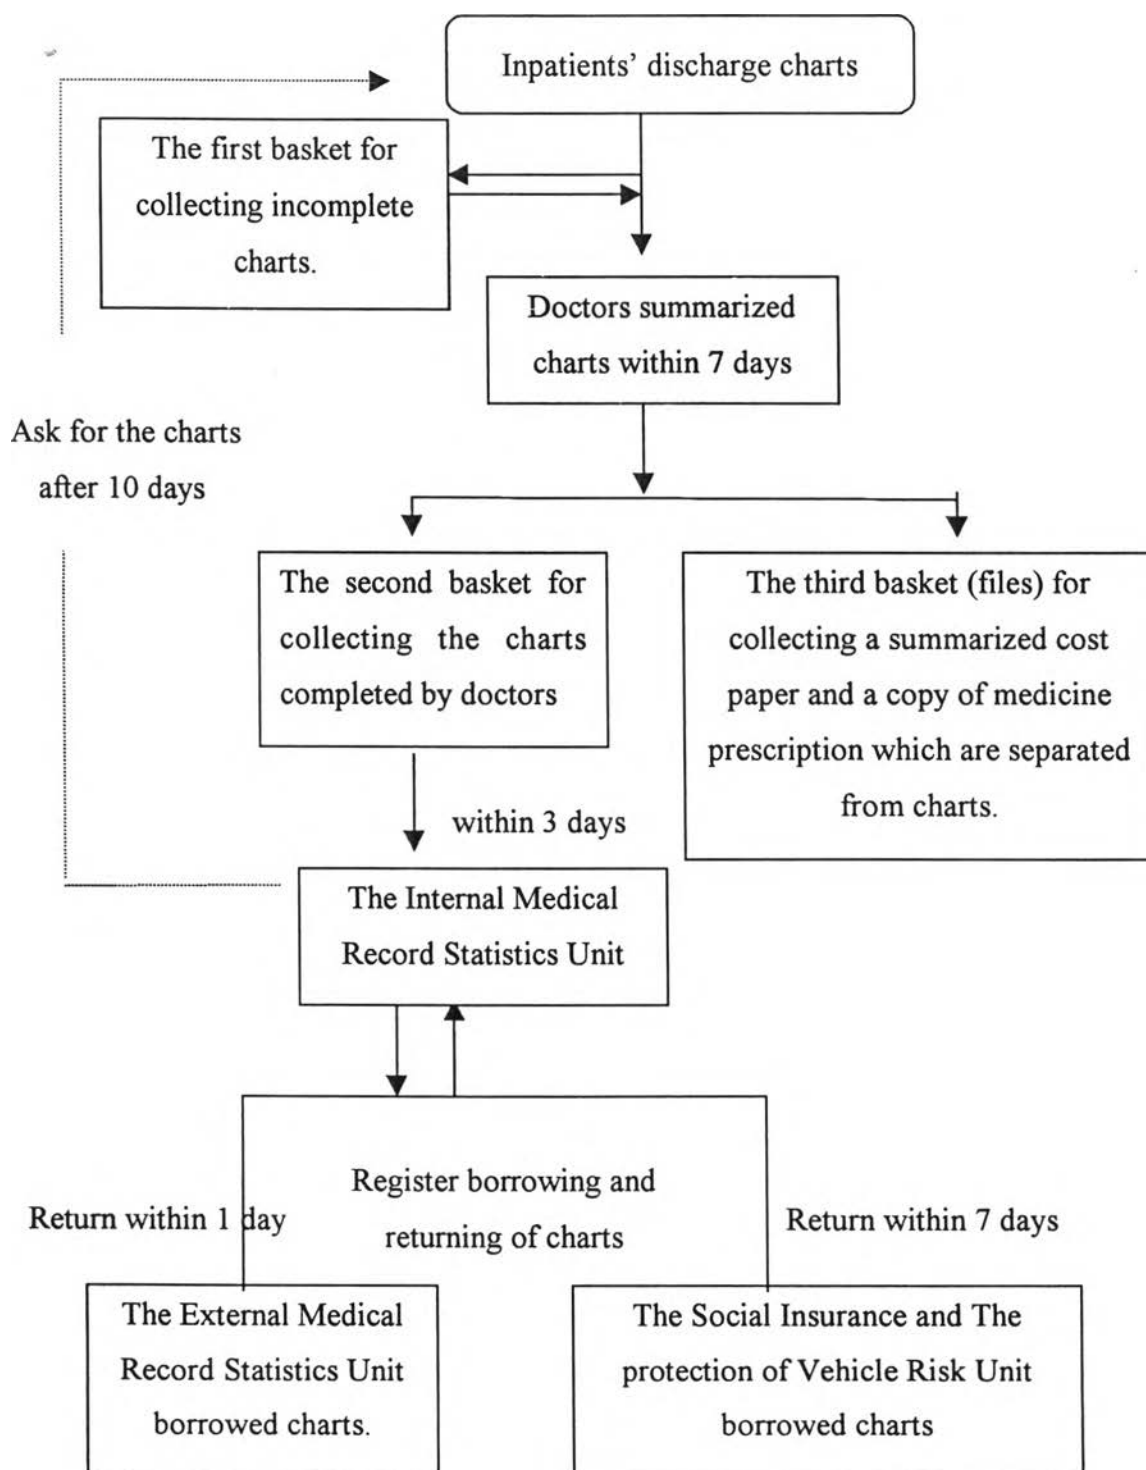 Inpatients’ discharge charts
The first basket for
collecting incomplete
charts.
Doctors summarized
charts within 7 days
Ask for the charts
after 10 days
The second basket for
collecting the charts
completed by doctors
The third basket (files) for
collecting a summarized cost
paper and a copy of medicine
prescription which are separated
from charts.
within 3 days
The Internal Medical
Record Statistics Unit
Register borrowing and
returning of charts
Return within 1 day
Return within 7 days
The External Medical
Record Statistics Unit
borrowed charts.
The Social Insurance and The
protection of Vehicle Risk Unit
borrowed charts